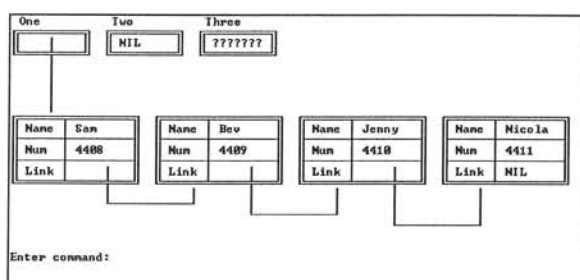 One Two Three
NIL ???????
Name Sam Name Bev Name Jenny Name Nicola
Num 4408 Num 4409 Num 4410 Num 4411
Link Link Link Link NIL
Enter command: